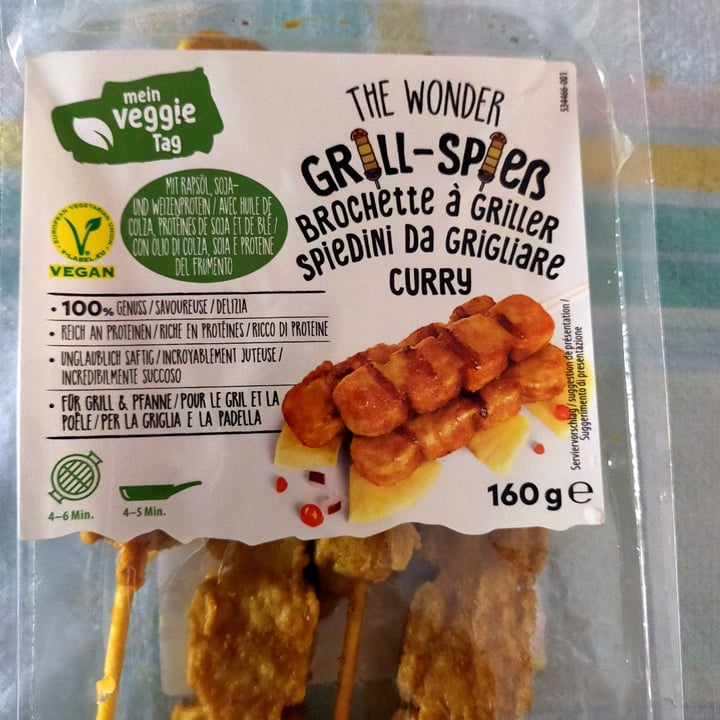 mein
veggie
Tag
THE WONDER
GRILL-SPIEß
BROCHETTE à GRILLER
SPIEDINI DA GRIGLIARE
CURRY
534466-001
EUROPEAN VEGETARIAN UNION
V-LABEL.EU
VEGAN
MIT RAPSÖL, SOJA-
UND WEIZENPROTEIN / AVEC HUILE DE
COLZA, PROTÉINES DE SOJA ET DE BLÉ /
CON OLIO DI COLZA, SOIA E PROTEINE
DEL FRUMENTO
• 100% GENUSS / SAVOUREUSE / DELIZIA
• REICH AN PROTEINEN / RICHE EN PROTÉINES / RICCO DI PROTEINE
• UNGLAUBLICH SAFTIG / INCROYABLEMENT JUTEUSE /
INCREDIBILMENTE SUCCOSO
• FÜR GRILL & PFANNE / POUR LE GRIL ET LA
POÊLE / PER LA GRIGLIA E LA PADELLA
4–6 Min.
4–5 Min.
Serviervorschlag / suggestion de présentation /
Suggerimento di presentazione
160 g e